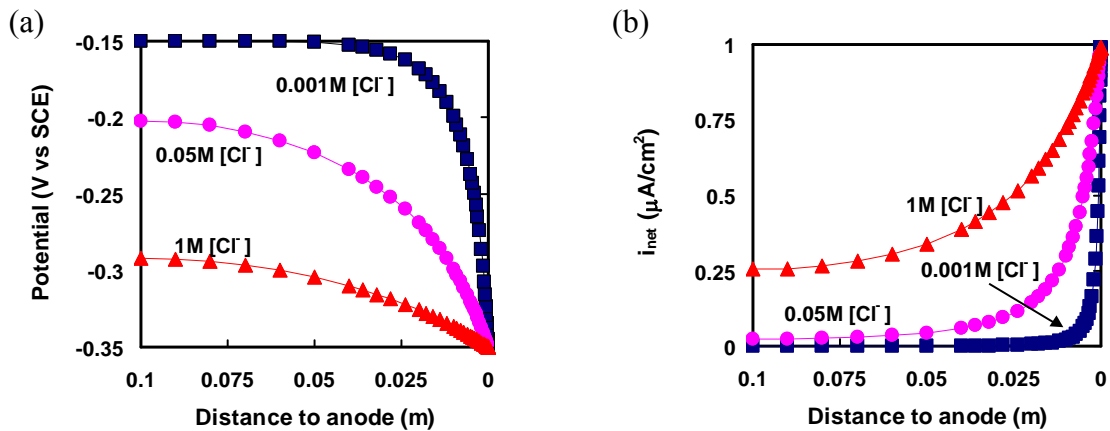 (a)
-0.15
-0.2
-0.25
-0.3
-0.35
Potential (V vs SCE)
0.001M [Cl⁻]
0.05M [Cl⁻]
1M [Cl⁻]
0.1 0.075 0.05 0.025 0
Distance to anode (m)
(b)
1
0.75
0.5
0.25
0
i_net (μA/cm²)
1M [Cl⁻]
0.001M [Cl⁻]
0.05M [Cl⁻]
0.1 0.075 0.05 0.025 0
Distance to anode (m)